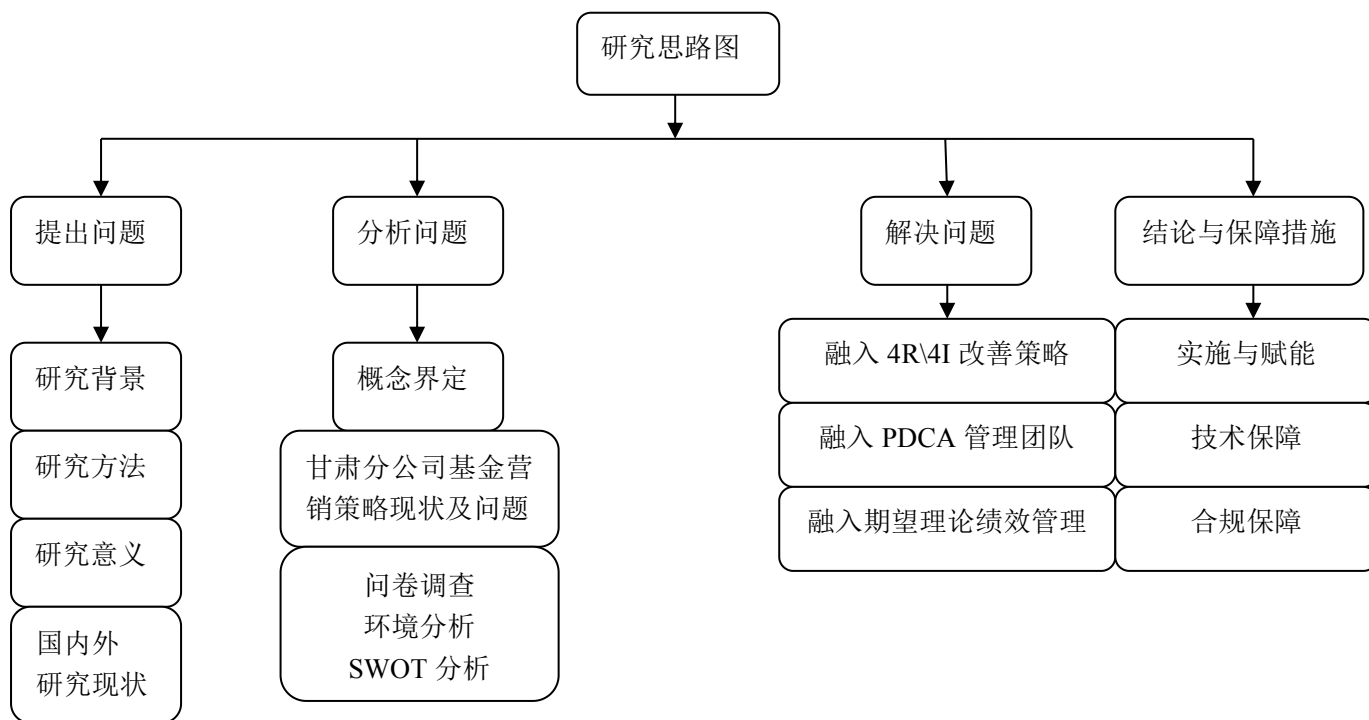 研究思路图
提出问题
分析问题
解决问题
结论与保障措施
研究背景
研究方法
研究意义
国内外
研究现状
概念界定
甘肃分公司基金营
销策略现状及问题
问卷调查
环境分析
SWOT 分析
融入 4R\4I 改善策略
融入 PDCA 管理团队
融入期望理论绩效管理
实施与赋能
技术保障
合规保障